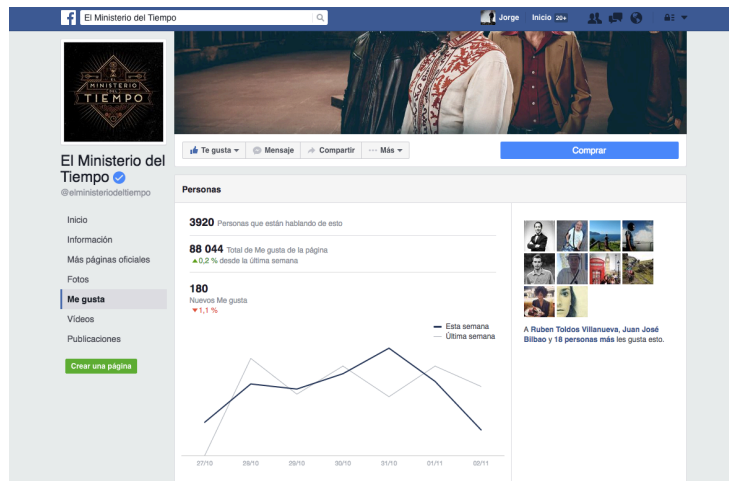 El Ministerio del Tiempo
Jorge Inicio 20+
EL
MINISTERIO
DEL
TIEMPO
Te gusta Mensaje Compartir ··· Más
Comprar
El Ministerio del
Tiempo
@elministeriodeltiempo
Inicio
Información
Más páginas oficiales
Fotos
Me gusta
Vídeos
Publicaciones
Crear una página
Personas
3920 Personas que están hablando de esto
88 044 Total de Me gusta de la página
0,2 % desde la última semana
180
Nuevos Me gusta
1,1 %
Esta semana
Última semana
27/10 28/10 29/10 30/10 31/10 01/11 02/11
A Ruben Toldos Villanueva, Juan José
Bilbao y 18 personas más les gusta esto.